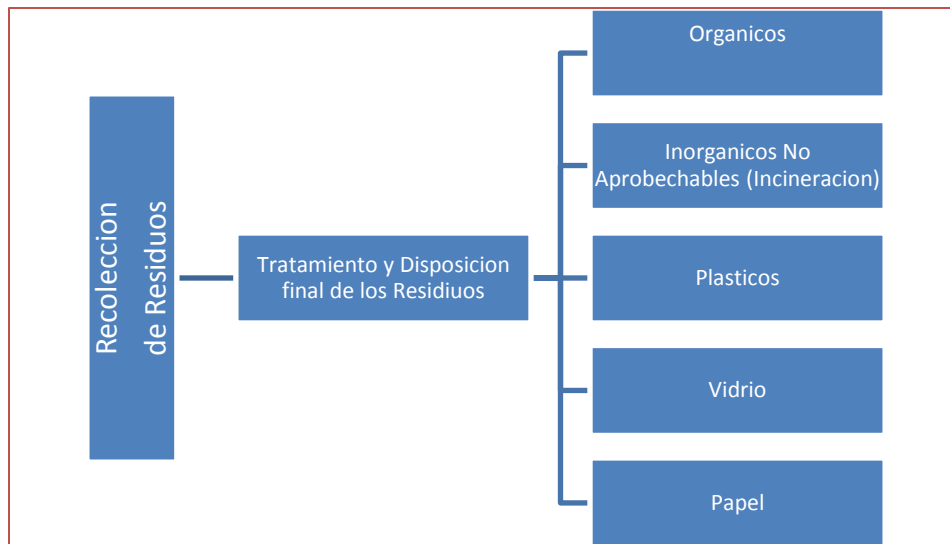 Recoleccion
de Residuos
Tratamiento y Disposicion
final de los Residiuos
Organicos
Inorganicos No
Aprobechables (Incineracion)
Plasticos
Vidrio
Papel